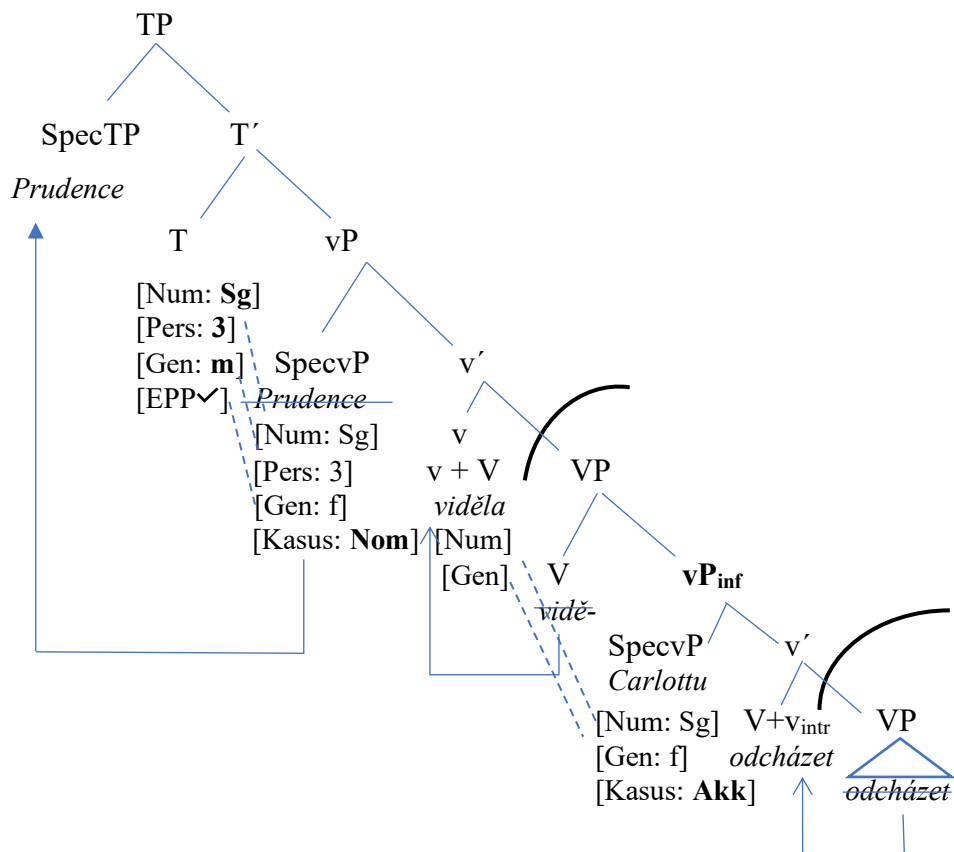 TP
SpecTP T´
Prudence
T vP
[Num: Sg]
[Pers: 3]
[Gen: m] SpecvP v´
[EPP✓] Prudence
[Num: Sg] v
[Pers: 3] v + V VP
[Gen: f] viděla
[Kasus: Nom] [Num]
[Gen] V vPinf
vidě-
SpecvP v´
Carlottu
[Num: Sg] V+vintr VP
[Gen: f] odcházet
[Kasus: Akk] odcházet